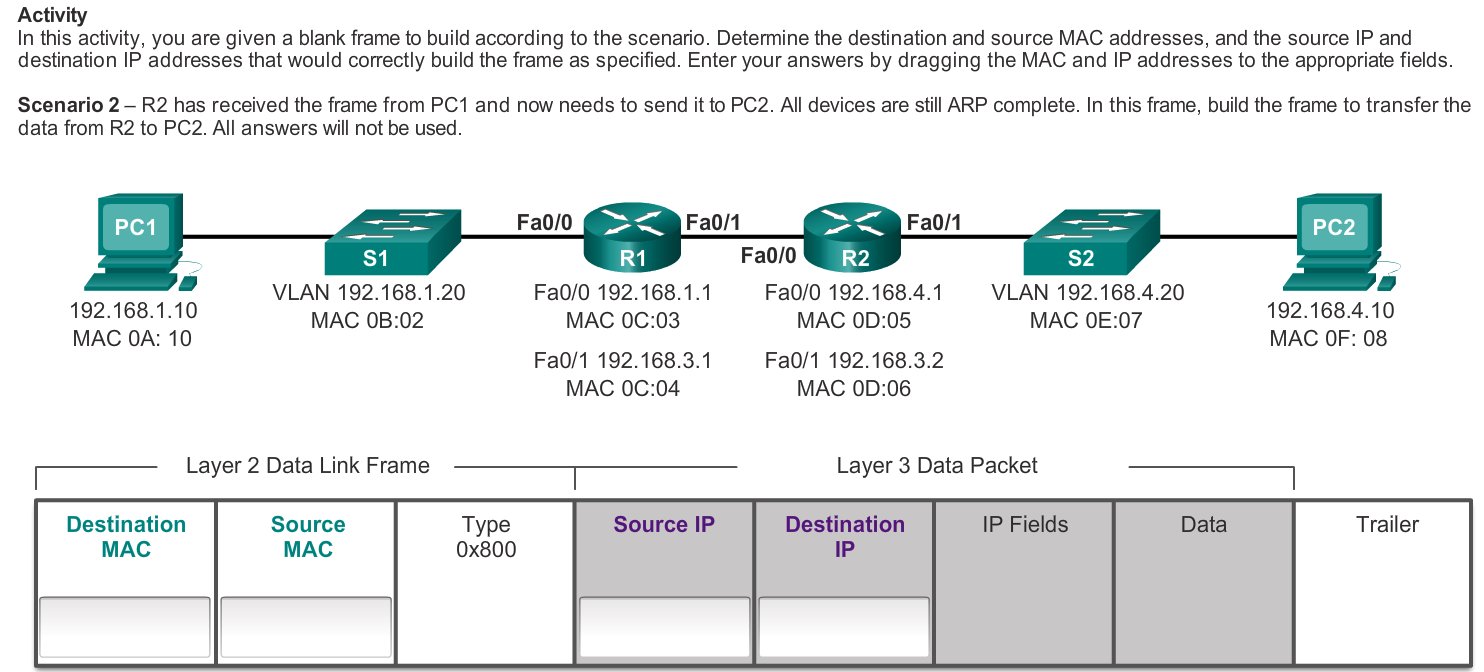 Activity
In this activity, you are given a blank frame to build according to the scenario. Determine the destination and source MAC addresses, and the source IP and
destination IP addresses that would correctly build the frame as specified. Enter your answers by dragging the MAC and IP addresses to the appropriate fields.
Scenario 2 – R2 has received the frame from PC1 and now needs to send it to PC2. All devices are still ARP complete. In this frame, build the frame to transfer the
data from R2 to PC2. All answers will not be used.
PC1
S1
Fa0/0
R1
Fa0/1
Fa0/0
R2
Fa0/1
S2
PC2
192.168.1.10
MAC 0A: 10
VLAN 192.168.1.20
MAC 0B:02
Fa0/0 192.168.1.1
MAC 0C:03
Fa0/1 192.168.3.1
MAC 0C:04
Fa0/0 192.168.4.1
MAC 0D:05
Fa0/1 192.168.3.2
MAC 0D:06
VLAN 192.168.4.20
MAC 0E:07
192.168.4.10
MAC 0F: 08
Layer 2 Data Link Frame
Layer 3 Data Packet
Destination
MAC
Source
MAC
Type
0x800
Source IP
Destination
IP
IP Fields
Data
Trailer